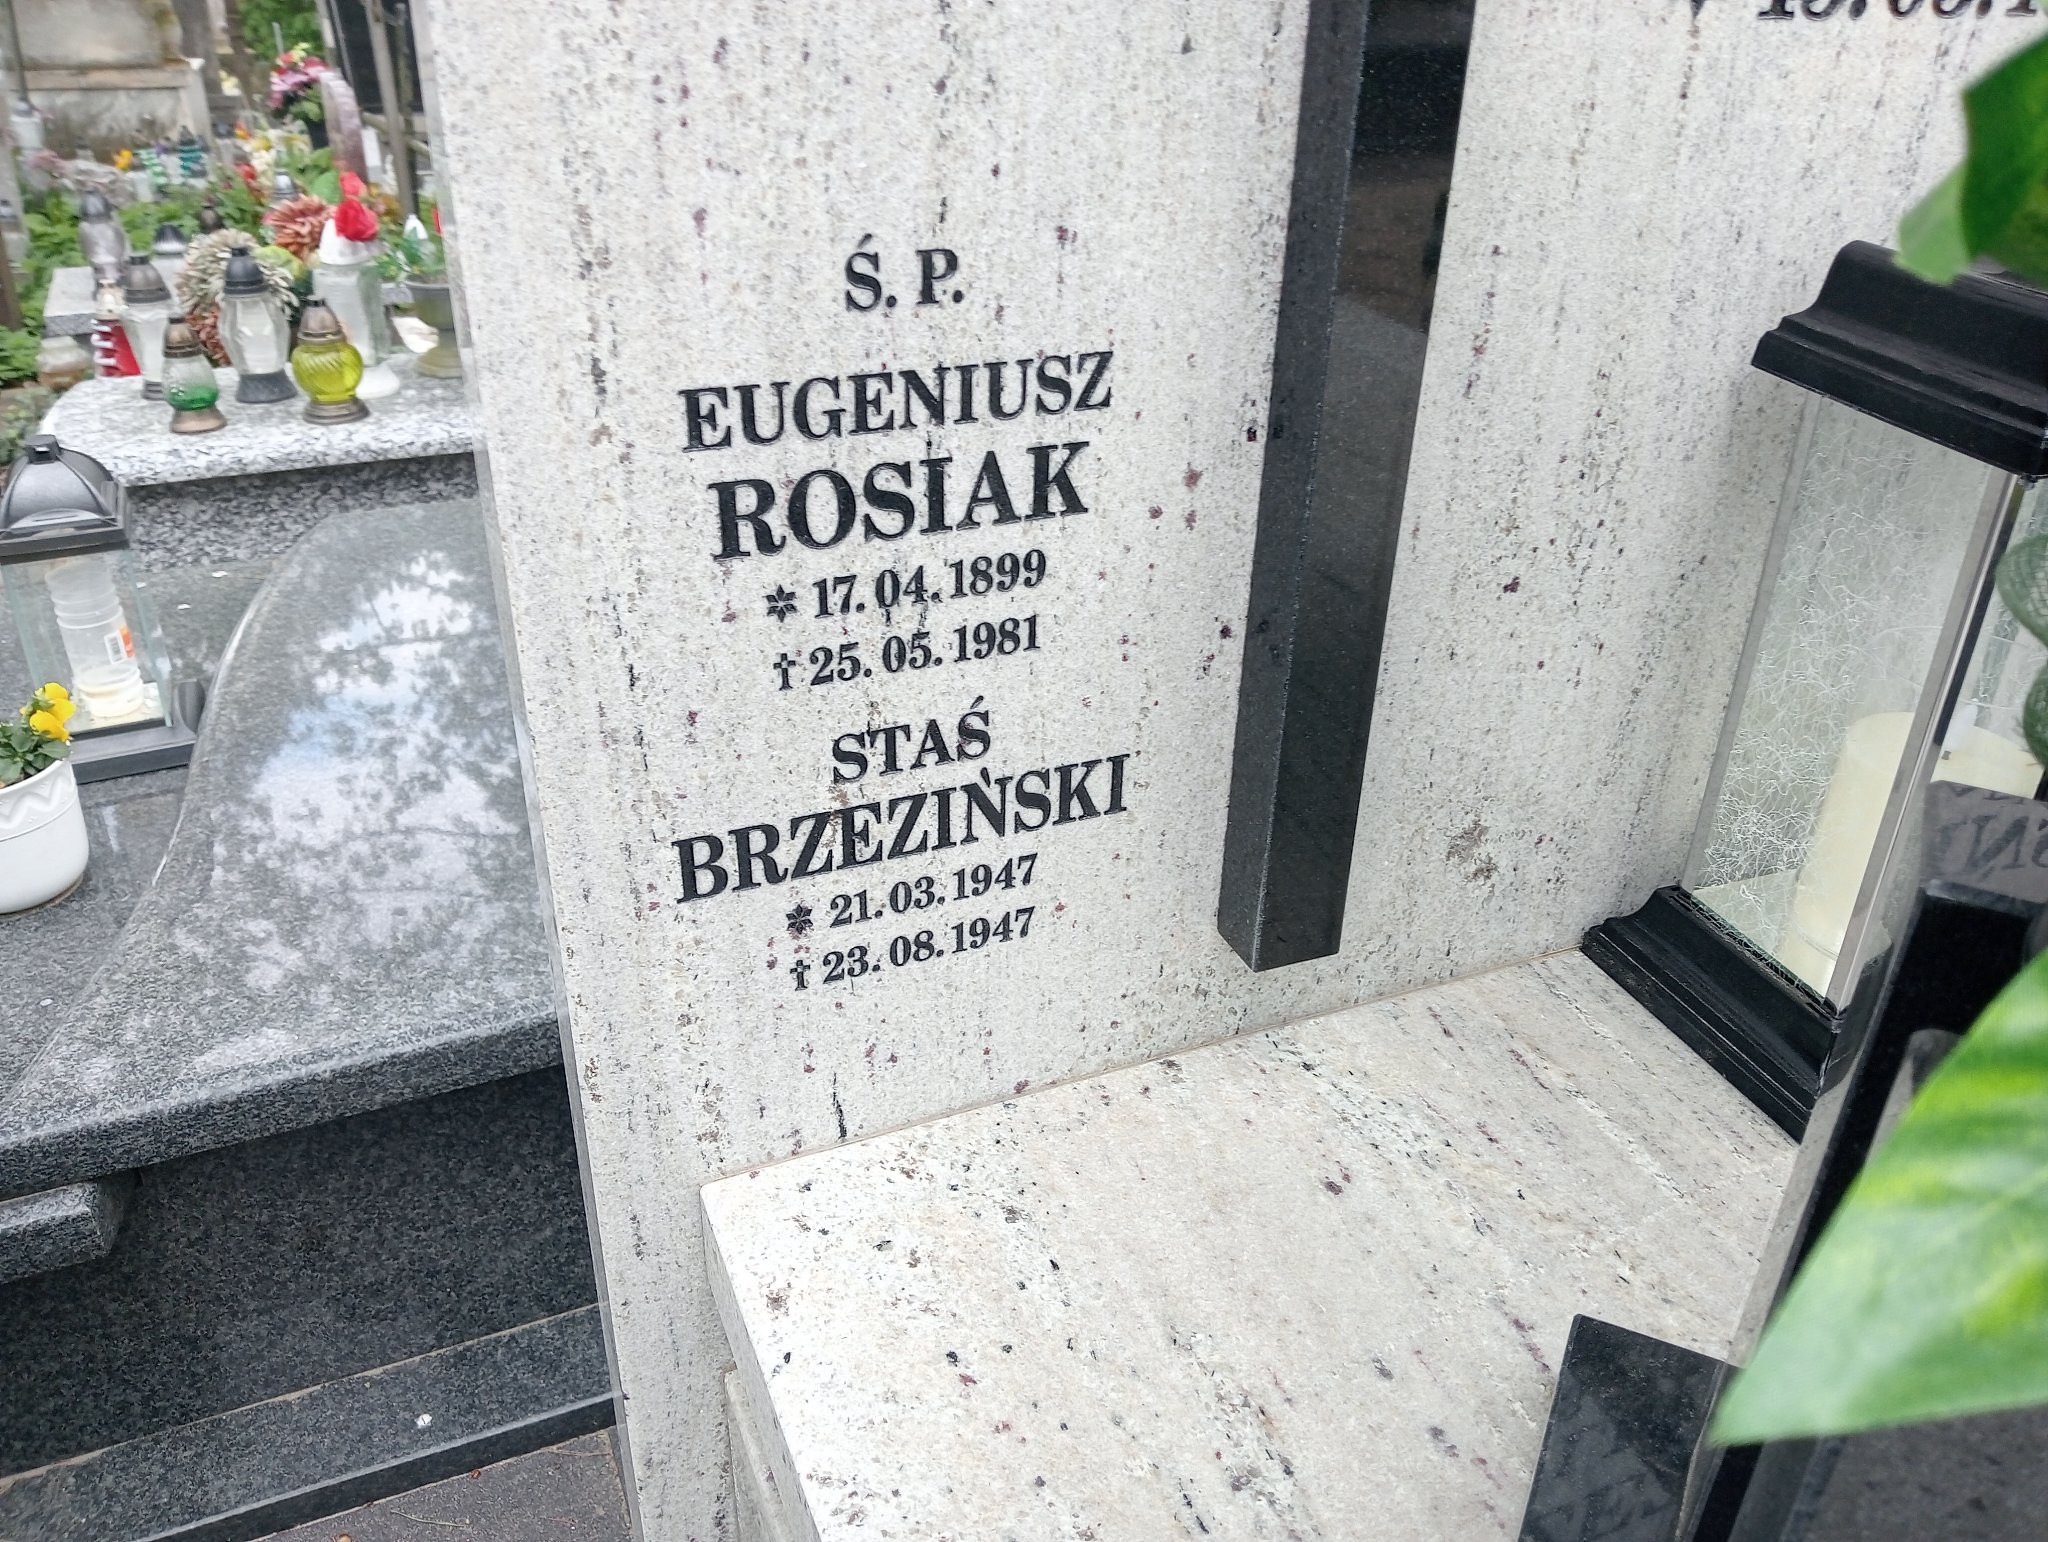 Ś. P.
EUGENIUSZ
ROSIAK
* 17.04.1899
† 25.05.1981
STAŚ
BRZEZIŃSKI
* 21.03.1947
† 23.08.1947